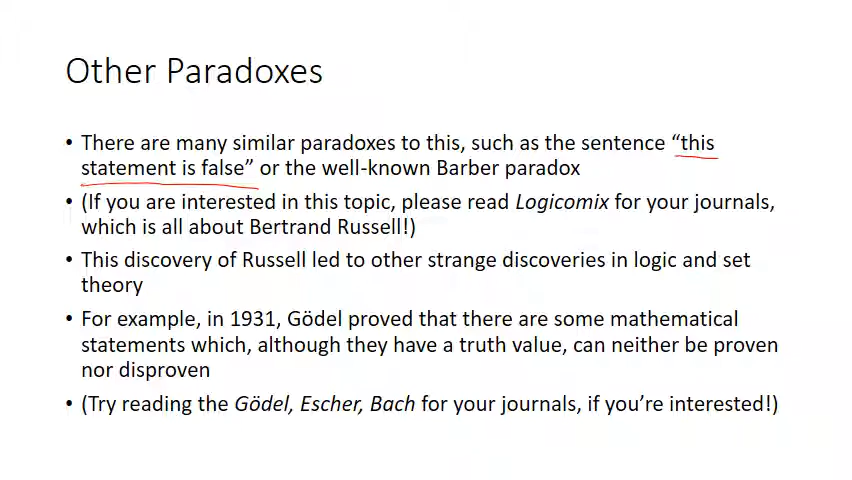 Other Paradoxes
• There are many similar paradoxes to this, such as the sentence “this
statement is false” or the well-known Barber paradox
• (If you are interested in this topic, please read Logicomix for your journals,
which is all about Bertrand Russell!)
• This discovery of Russell led to other strange discoveries in logic and set
theory
• For example, in 1931, Gödel proved that there are some mathematical
statements which, although they have a truth value, can neither be proven
nor disproven
• (Try reading the Gödel, Escher, Bach for your journals, if you’re interested!)